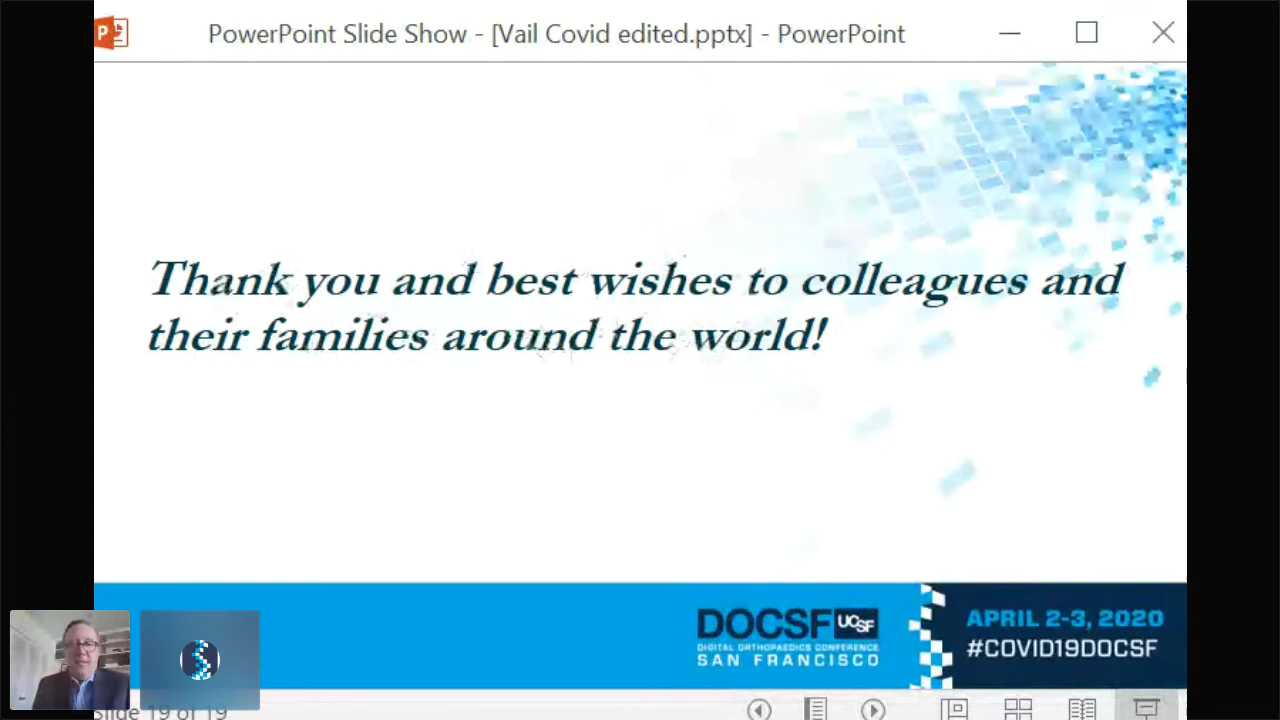 PowerPoint Slide Show - [Vail Covid edited.pptx] - PowerPoint
Thank you and best wishes to colleagues and
their families around the world!
DOCSF UCSF
DIGITAL ORTHOPAEDICS CONFERENCE
SAN FRANCISCO
APRIL 2-3, 2020
#COVID19DOCSF
Slide 19 of 19